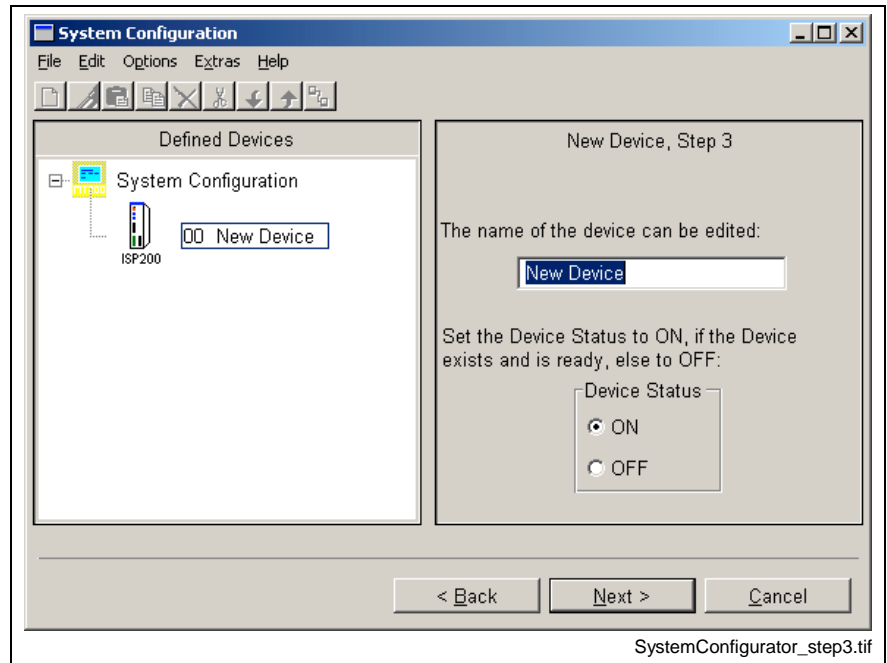 System Configuration
File Edit Options Extras Help
Defined Devices
System Configuration
00 New Device
ISP200
New Device, Step 3
The name of the device can be edited:
New Device
Set the Device Status to ON, if the Device
exists and is ready, else to OFF:
Device Status
ON
OFF
< Back
Next >
Cancel
SystemConfigurator_step3.tif